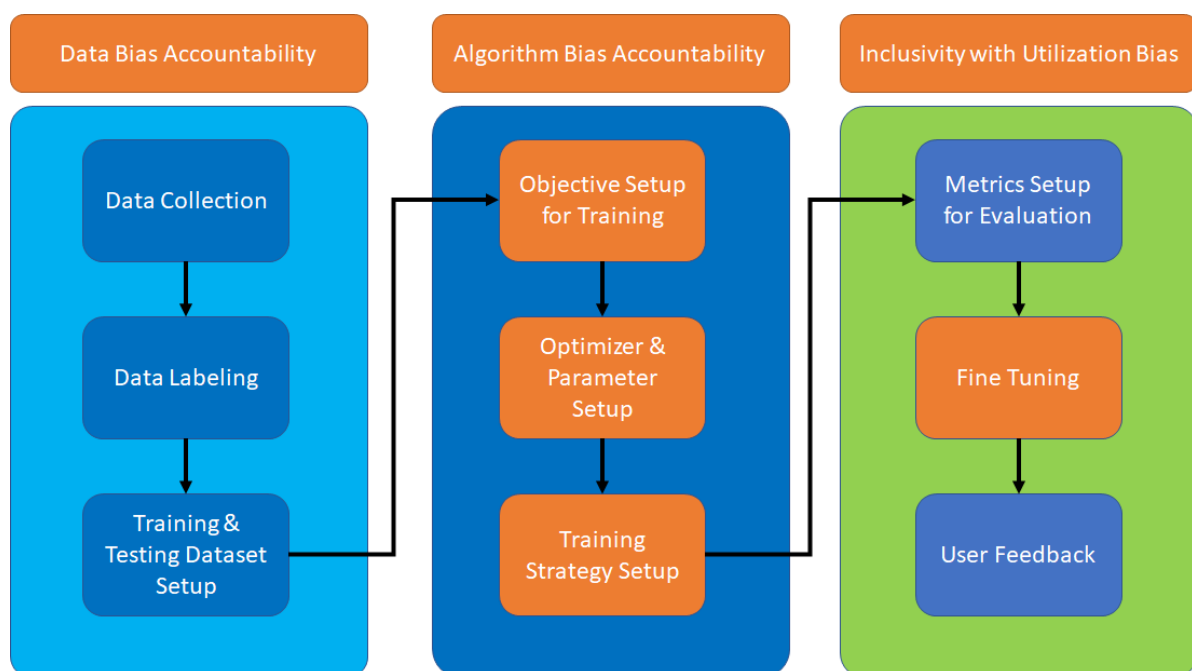 Data Bias Accountability
Algorithm Bias Accountability
Inclusivity with Utilization Bias
Data Collection
Data Labeling
Training &
Testing Dataset
Setup
Objective Setup
for Training
Optimizer &
Parameter
Setup
Training
Strategy Setup
Metrics Setup
for Evaluation
Fine Tuning
User Feedback